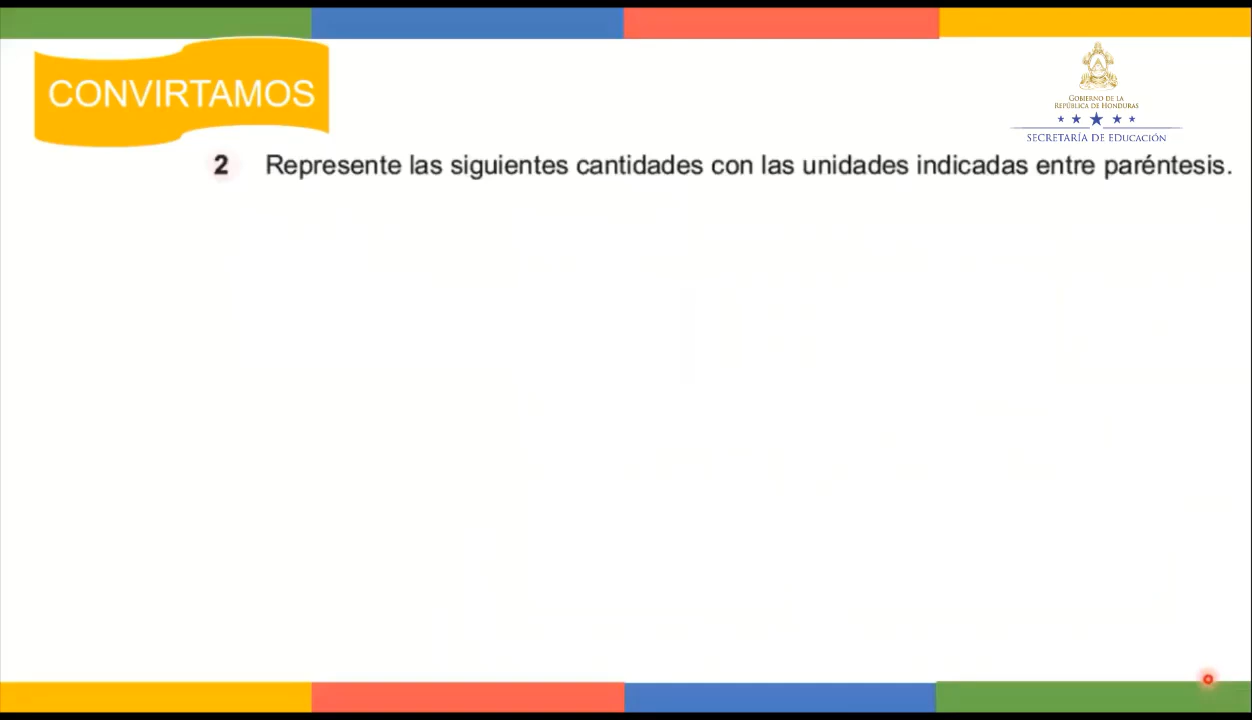 CONVIRTAMOS
GOBIERNO DE LA
REPÚBLICA DE HONDURAS
SECRETARÍA DE EDUCACIÓN
2 Represente las siguientes cantidades con las unidades indicadas entre paréntesis.